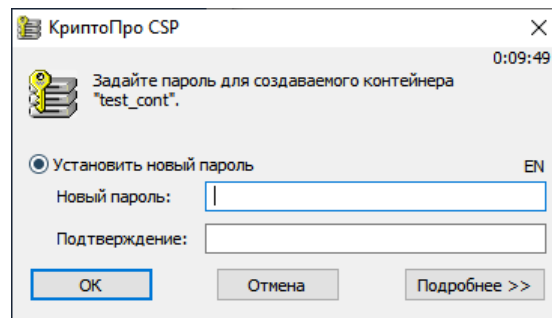 КриптоПро CSP
0:09:49
Задайте пароль для создаваемого контейнера
"test_cont".
Установить новый пароль
EN
Новый пароль:
Подтверждение:
OK
Отмена
Подробнее >>